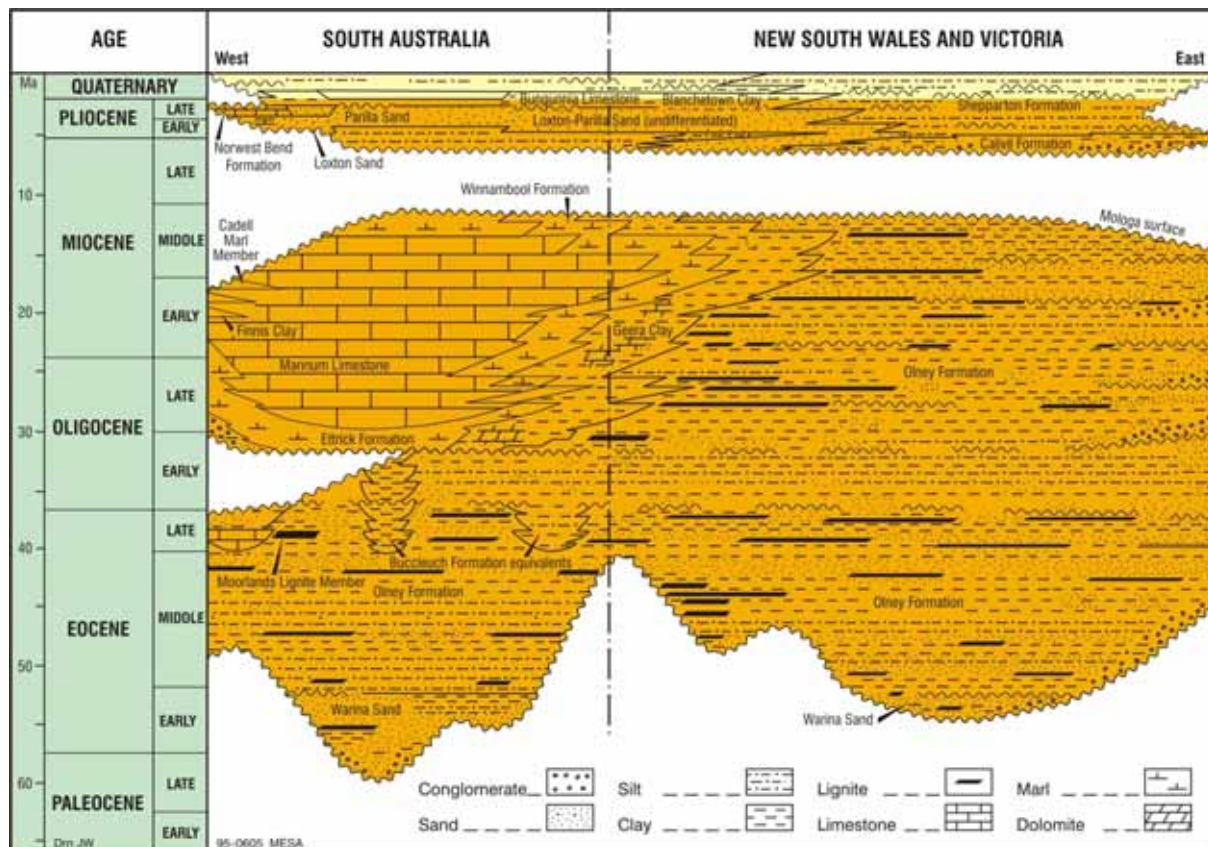 AGE
SOUTH AUSTRALIA
NEW SOUTH WALES AND VICTORIA
West
East
Ma
QUATERNARY
PLIOCENE
LATE
EARLY
Bungunnia Limestone
Blanchetown Clay
Shepparton Formation
Parilla Sand
Loxton-Parilla Sand (undifferentiated)
Norwest Bend
Formation
Loxton Sand
Calivil Formation
10
20
30
40
50
60
MIOCENE
LATE
MIDDLE
EARLY
Winnambool Formation
Cadell
Marl
Member
Mologa surface
Finnis Clay
Geera Clay
Mannum Limestone
Olney Formation
OLIGOCENE
LATE
EARLY
Ettrick Formation
EOCENE
LATE
MIDDLE
EARLY
Buccleuch Formation equivalents
Moorlands Lignite Member
Olney Formation
Olney Formation
Warina Sand
Warina Sand
PALEOCENE
LATE
EARLY
Conglomerate
Silt
Lignite
Marl
Sand
Clay
Limestone
Dolomite
Drn JW
95-0605 MESA